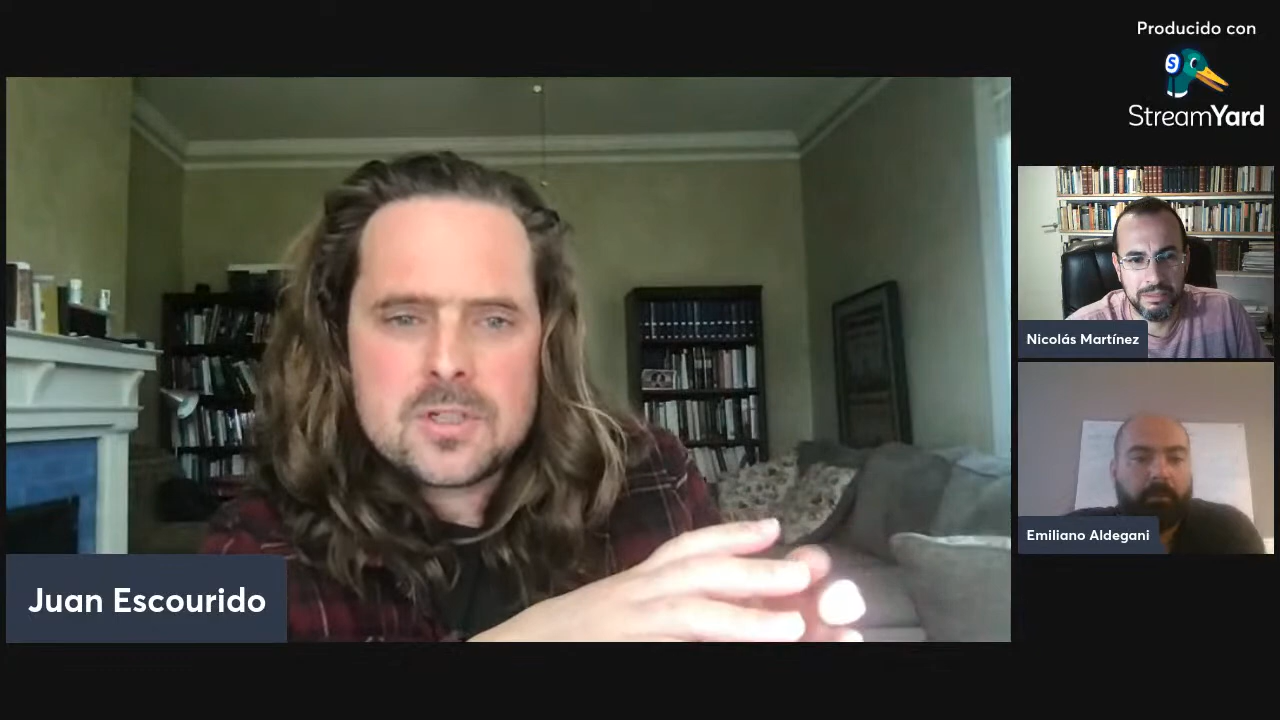 Producido con
S
StreamYard
Nicolás Martínez
Emiliano Aldegani
Juan Escourido